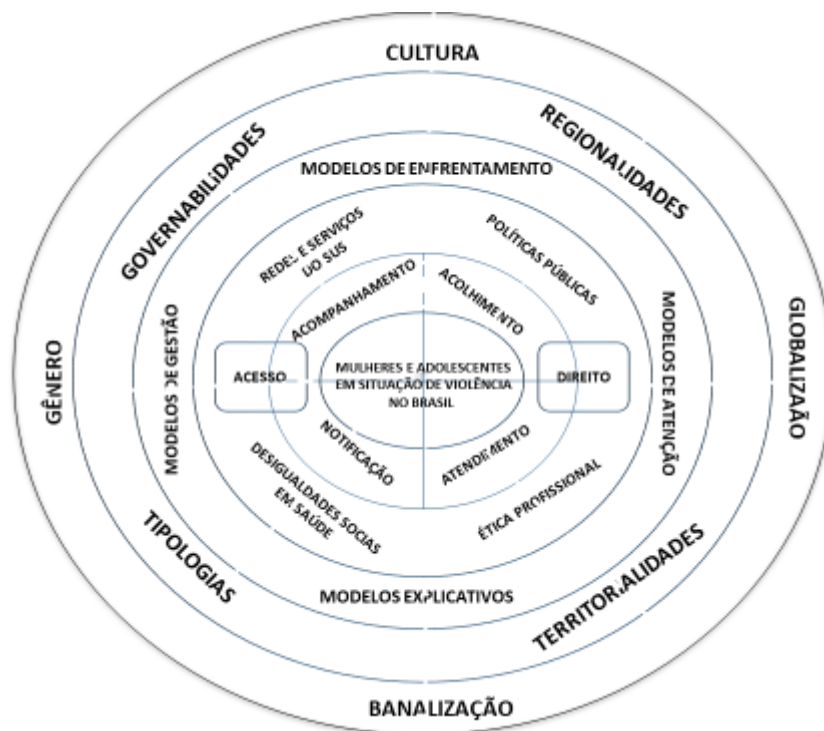 CULTURA
REGIONALIDADES
GOVERNABILIDADES
MODELOS DE ENFRENTAMENTO
REDES E SERVIÇOS
DO SUS
POLÍTICAS PÚBLICAS
ACOMPANHAMENTO
ACOLHIMENTO
GÊNERO
MODELOS DE GESTÃO
ACESSO
MULHERES E ADOLESCENTES
EM SITUAÇÃO DE VIOLÊNCIA
NO BRASIL
DIREITO
MODELOS DE ATENÇÃO
GLOBALIZAÃO
NOTIFICAÇÃO
ATENDIMENTO
DESIGUALDADES SOCIAS
EM SAÚDE
ÉTICA PROFISSIONAL
TIPOLOGIAS
MODELOS EXPLICATIVOS
TERRITORIALIDADES
BANALIZAÇÃO